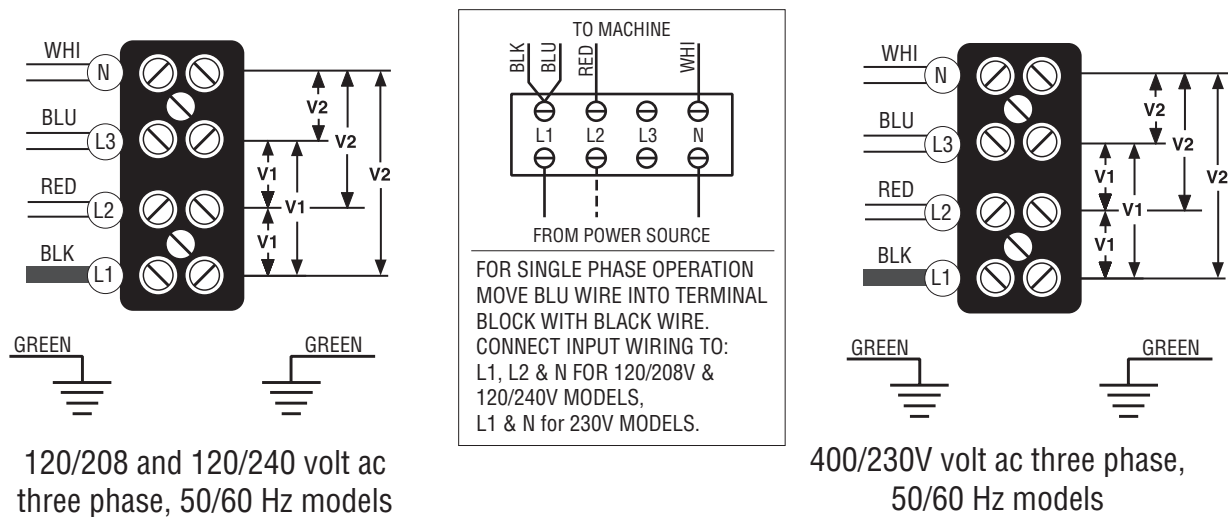 WHI
N
BLU
L3
RED
L2
BLK
L1
V2
V2
V2
V1
V1
V1
GREEN
GREEN
120/208 and 120/240 volt ac
three phase, 50/60 Hz models
TO MACHINE
BLK
BLU
RED
WHI
L1 L2 L3 N
FROM POWER SOURCE
FOR SINGLE PHASE OPERATION
MOVE BLU WIRE INTO TERMINAL
BLOCK WITH BLACK WIRE.
CONNECT INPUT WIRING TO:
L1, L2 & N FOR 120/208V &
120/240V MODELS,
L1 & N for 230V MODELS.
WHI
N
BLU
L3
RED
L2
BLK
L1
V2
V2
V2
V1
V1
V1
GREEN
GREEN
400/230V volt ac three phase,
50/60 Hz models